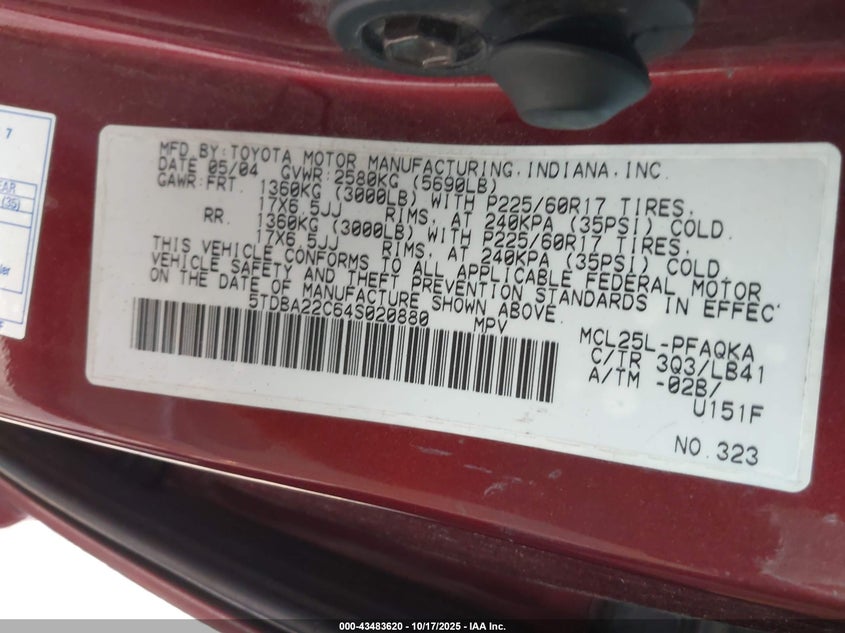 7
EAR
(35)
MFD BY:TOYOTA MOTOR MANUFACTURING,INDIANA,INC.
DATE 05/04 GVWR:2580KG (5690LB)
GAWR:FRT. 1360KG (3000LB) WITH P225/60R17 TIRES.
17X6.5JJ RIMS, AT 240KPA (35PSI) COLD.
RR. 1360KG (3000LB) WITH P225/60R17 TIRES.
17X6.5JJ RIMS, AT 240KPA (35PSI) COLD.
THIS VEHICLE CONFORMS TO ALL APPLICABLE FEDERAL MOTOR
VEHICLE SAFETY AND THEFT PREVENTION STANDARDS IN EFFECT
ON THE DATE OF MANUFACTURE SHOWN ABOVE.
5TDBA22C64S020880 MPV
MCL25L-PFAQKA
C/TR 3Q3/LB41
A/TM -02B/
U151F
NO.323
000-43483620 - 10/17/2025 - IAA Inc.